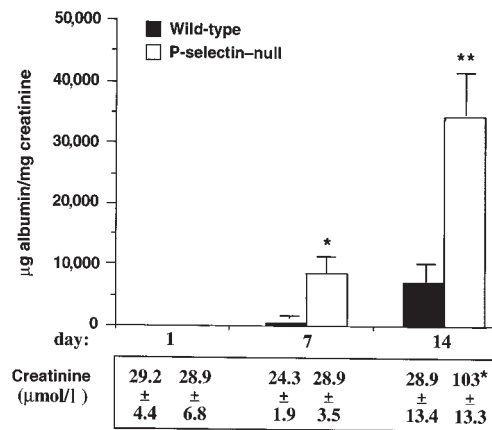 50,000
Wild-type
P-selectin–null
40,000
**
30,000
µg albumin/mg creatinine
20,000
10,000
*
0
day: 1 7 14
Creatinine 29.2 28.9 24.3 28.9 28.9 103*
(µmol/l) ± ± ± ± ± ±
4.4 6.8 1.9 3.5 13.4 13.3